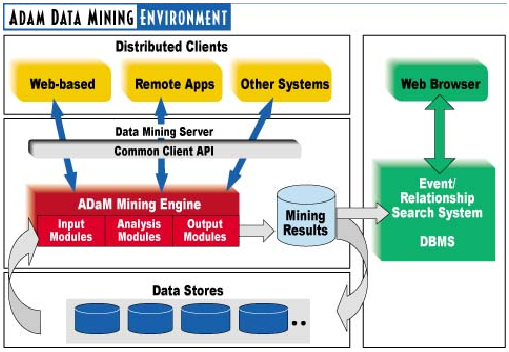 ADAM DATA MINING ENVIRONMENT
Distributed Clients
Web-based
Remote Apps
Other Systems
Web Browser
Data Mining Server
Common Client API
ADaM Mining Engine
Input
Modules
Analysis
Modules
Output
Modules
Mining
Results
Event/
Relationship
Search System
DBMS
Data Stores